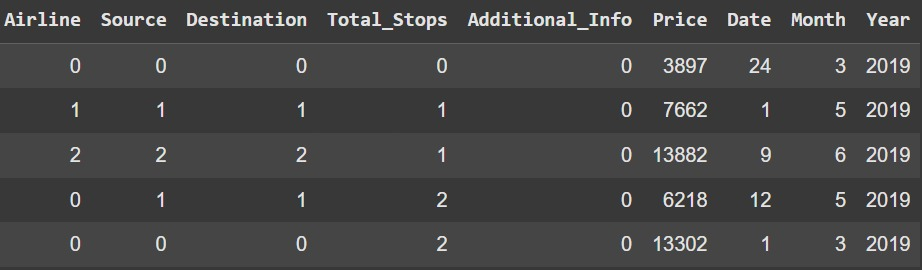 Airline Source Destination Total_Stops Additional_Info Price Date Month Year
0 0 0 0 0 3897 24 3 2019
1 1 1 1 0 7662 1 5 2019
2 2 2 1 0 13882 9 6 2019
0 1 1 2 0 6218 12 5 2019
0 0 0 2 0 13302 1 3 2019